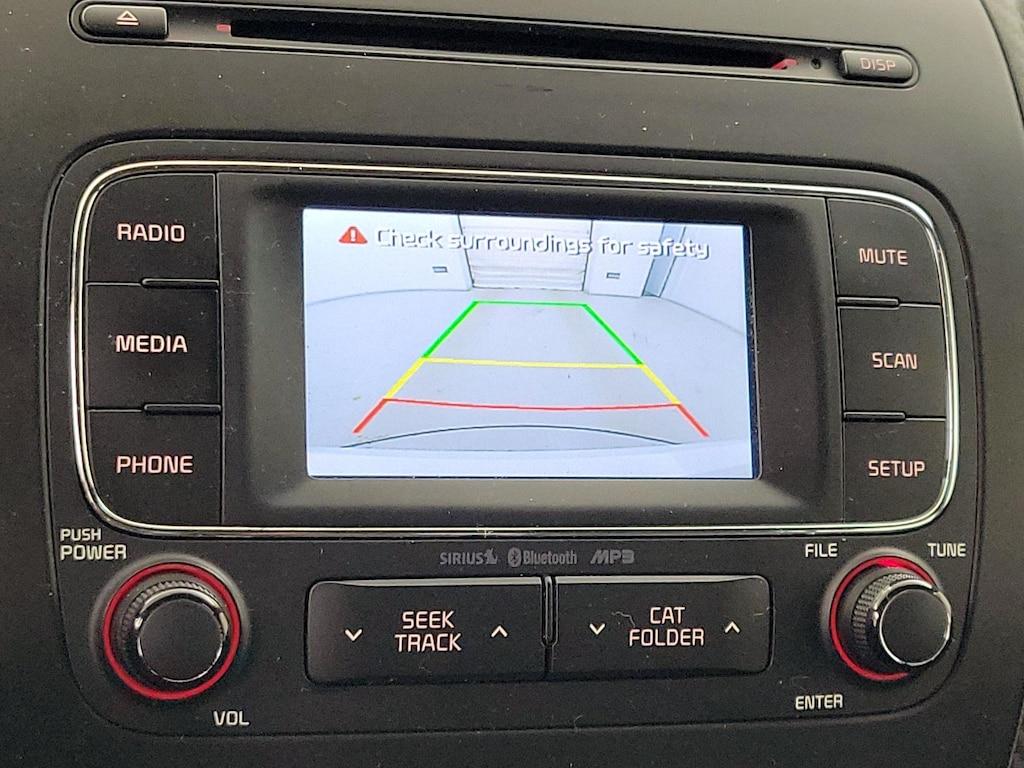 DISP
RADIO
MEDIA
PHONE
Check surroundings for safety
MUTE
SCAN
SETUP
PUSH
POWER
SIRIUS Bluetooth MP3
FILE
TUNE
SEEK
TRACK
CAT
FOLDER
VOL
ENTER